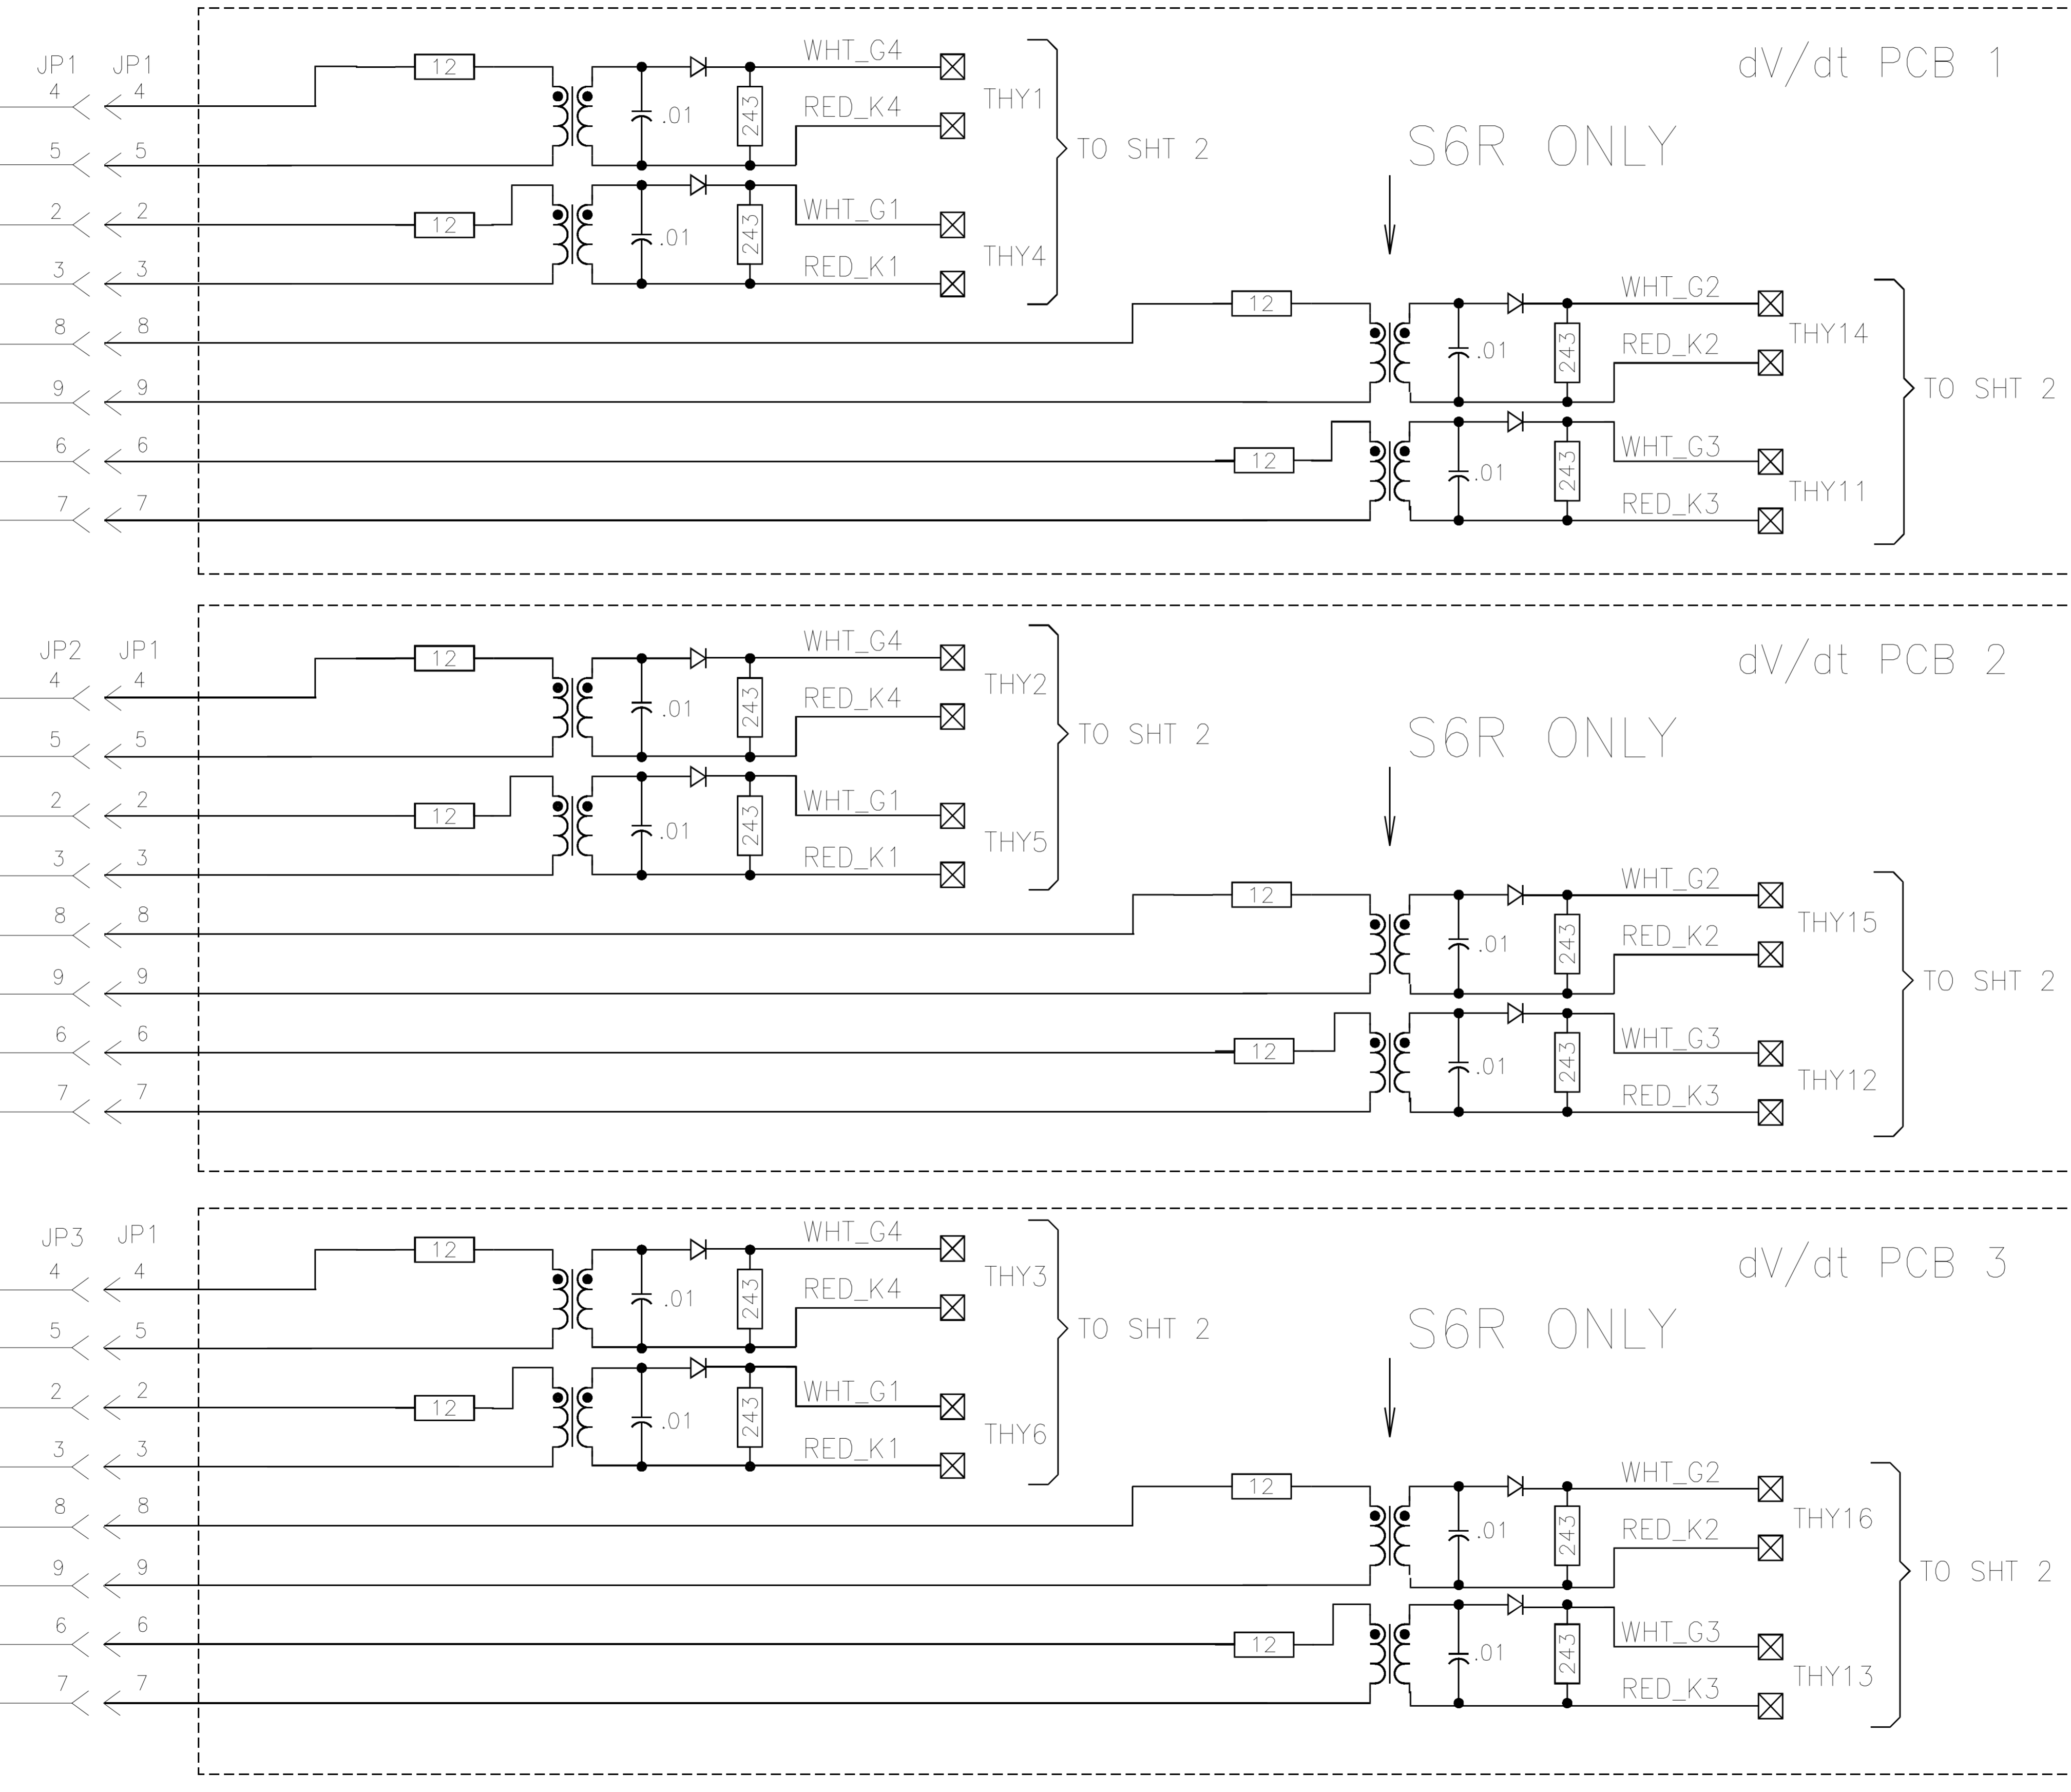 dV/dt PCB 1
JP1 JP1
4 4
12
.01
243
WHT_G4
RED_K4
THY1
5 5
TO SHT 2
2 2
12
.01
243
WHT_G1
RED_K1
THY4
3 3
S6R ONLY
8 8
12
.01
243
WHT_G2
RED_K2
THY14
9 9
TO SHT 2
6 6
12
.01
243
WHT_G3
RED_K3
THY11
7 7
dV/dt PCB 2
JP2 JP1
4 4
12
.01
243
WHT_G4
RED_K4
THY2
5 5
TO SHT 2
2 2
12
.01
243
WHT_G1
RED_K1
THY5
3 3
S6R ONLY
8 8
12
.01
243
WHT_G2
RED_K2
THY15
9 9
TO SHT 2
6 6
12
.01
243
WHT_G3
RED_K3
THY12
7 7
dV/dt PCB 3
JP3 JP1
4 4
12
.01
243
WHT_G4
RED_K4
THY3
5 5
TO SHT 2
2 2
12
.01
243
WHT_G1
RED_K1
THY6
3 3
S6R ONLY
8 8
12
.01
243
WHT_G2
RED_K2
THY16
9 9
TO SHT 2
6 6
12
.01
243
WHT_G3
RED_K3
THY13
7 7